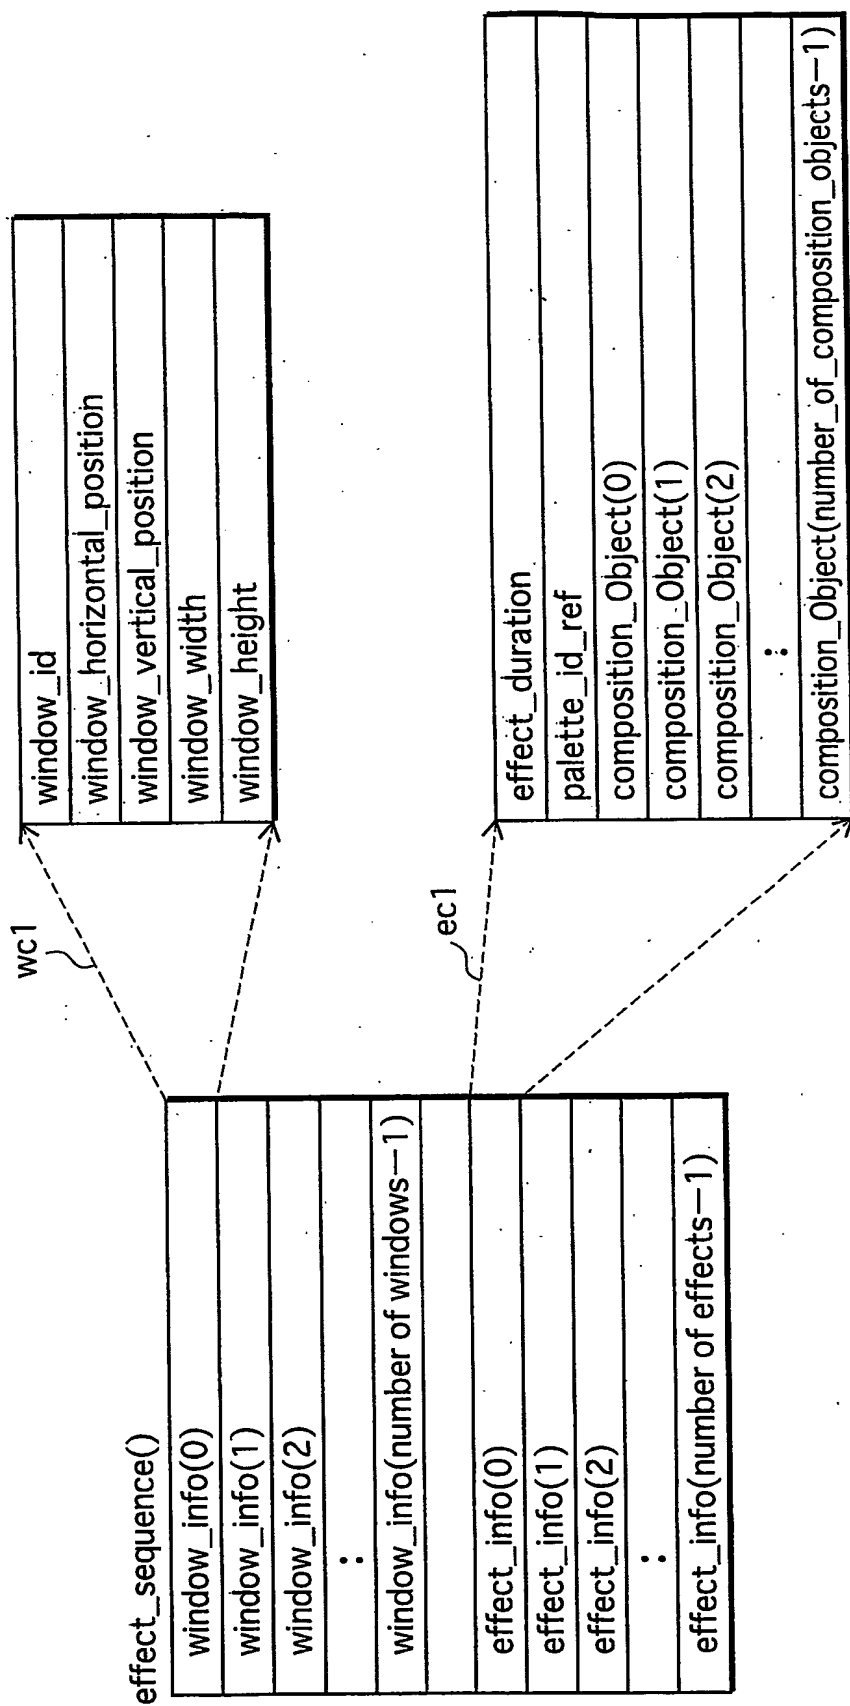 effect_sequence()
window_info(0)
window_info(1)
window_info(2)
:
window_info(number of windows—1)
effect_info(0)
effect_info(1)
effect_info(2)
:
effect_info(number of effects—1)
wc1
window_id
window_horizontal_position
window_vertical_position
window_width
window_height
ec1
effect_duration
palette_id_ref
composition_Object(0)
composition_Object(1)
composition_Object(2)
:
composition_Object(number_of_composition_objects—1)